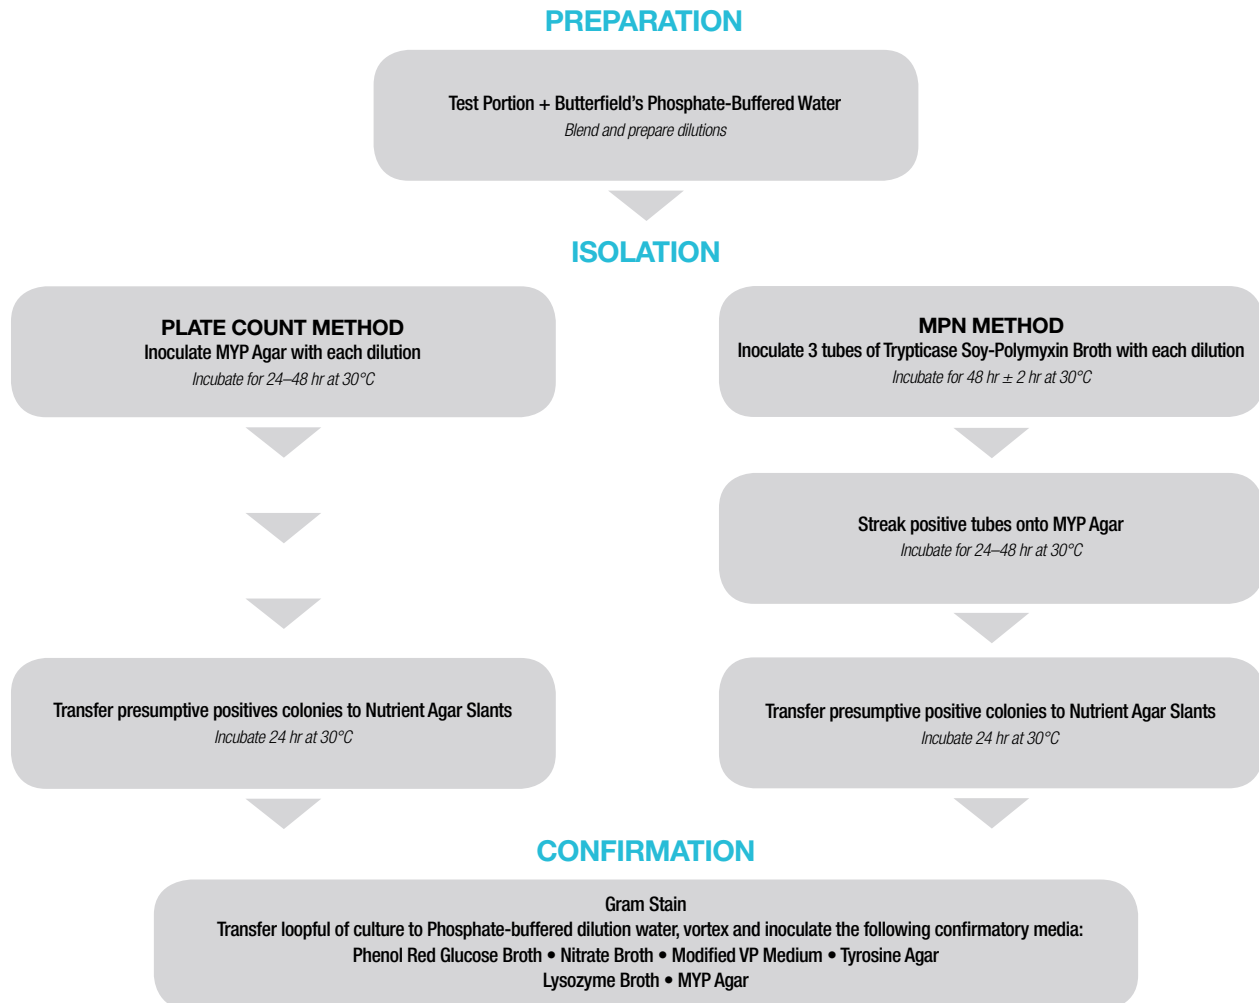 PREPARATION
Test Portion + Butterfield's Phosphate-Buffered Water
Blend and prepare dilutions
ISOLATION
PLATE COUNT METHOD
Inoculate MYP Agar with each dilution
Incubate for 24–48 hr at 30°C
MPN METHOD
Inoculate 3 tubes of Trypticase Soy-Polymyxin Broth with each dilution
Incubate for 48 hr ± 2 hr at 30°C
Streak positive tubes onto MYP Agar
Incubate for 24–48 hr at 30°C
Transfer presumptive positives colonies to Nutrient Agar Slants
Incubate 24 hr at 30°C
Transfer presumptive positive colonies to Nutrient Agar Slants
Incubate 24 hr at 30°C
CONFIRMATION
Gram Stain
Transfer loopful of culture to Phosphate-buffered dilution water, vortex and inoculate the following confirmatory media:
Phenol Red Glucose Broth • Nitrate Broth • Modified VP Medium • Tyrosine Agar
Lysozyme Broth • MYP Agar